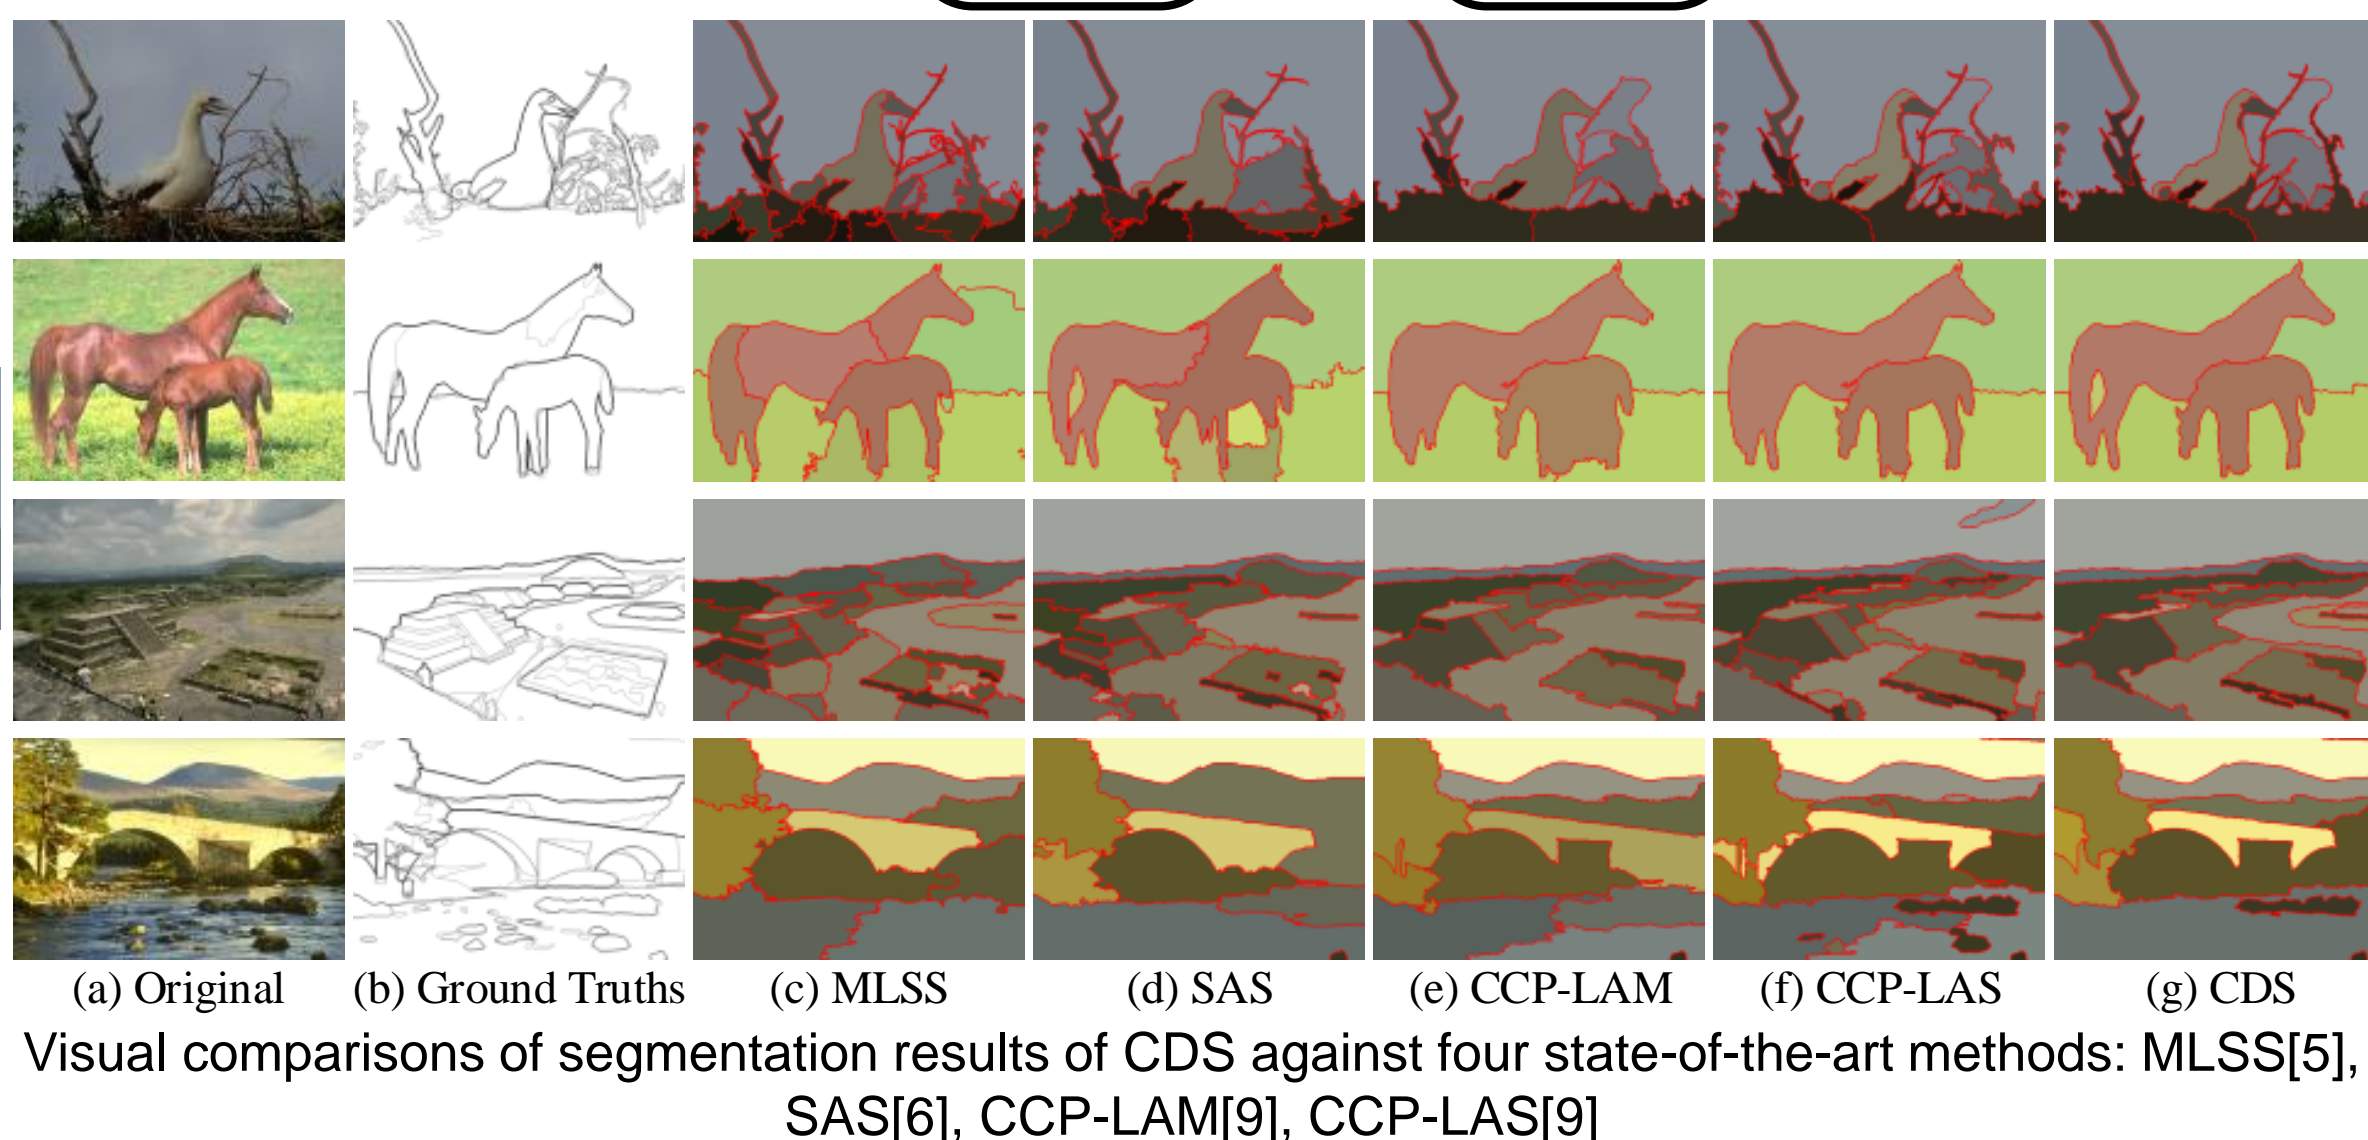 (a) Original (b) Ground Truths (c) MLSS (d) SAS (e) CCP-LAM (f) CCP-LAS (g) CDS
Visual comparisons of segmentation results of CDS against four state-of-the-art methods: MLSS[5],
SAS[6], CCP-LAM[9], CCP-LAS[9]